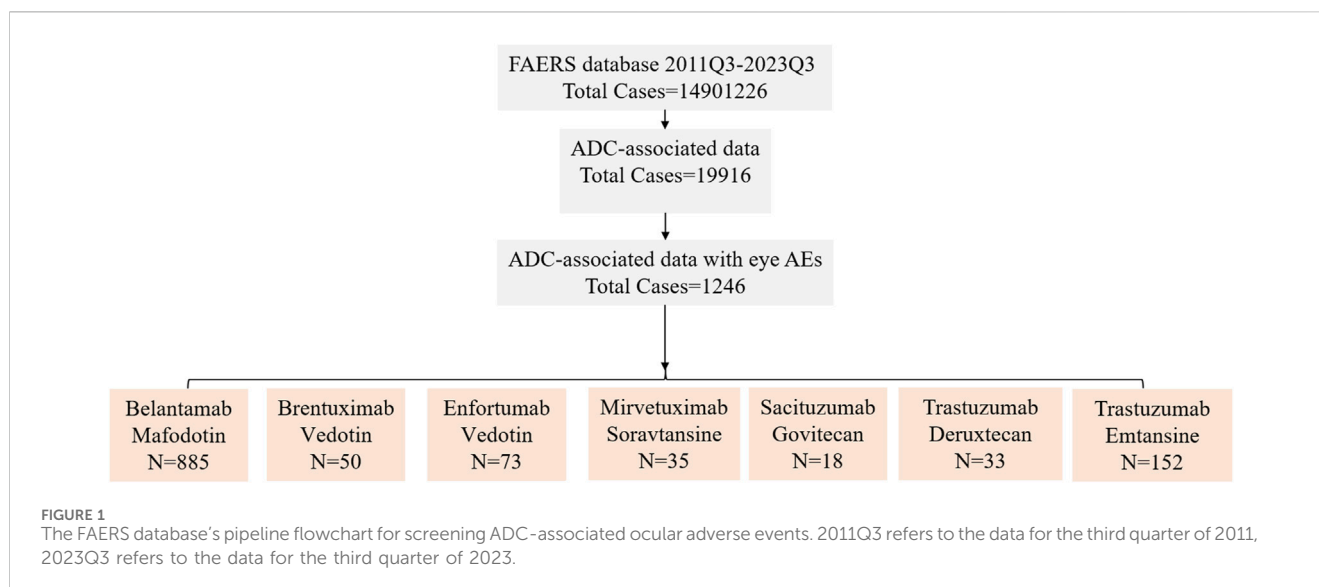 FAERS database 2011Q3-2023Q3
Total Cases=14901226
ADC-associated data
Total Cases=19916
ADC-associated data with eye AEs
Total Cases=1246
Belantamab
Mafodotin
N=885
Brentuximab
Vedotin
N=50
Enfortumab
Vedotin
N=73
Mirvetuximab
Soravtansine
N=35
Sacituzumab
Govitecan
N=18
Trastuzumab
Deruxtecan
N=33
Trastuzumab
Emtansine
N=152
FIGURE 1
The FAERS database’s pipeline flowchart for screening ADC-associated ocular adverse events. 2011Q3 refers to the data for the third quarter of 2011,
2023Q3 refers to the data for the third quarter of 2023.